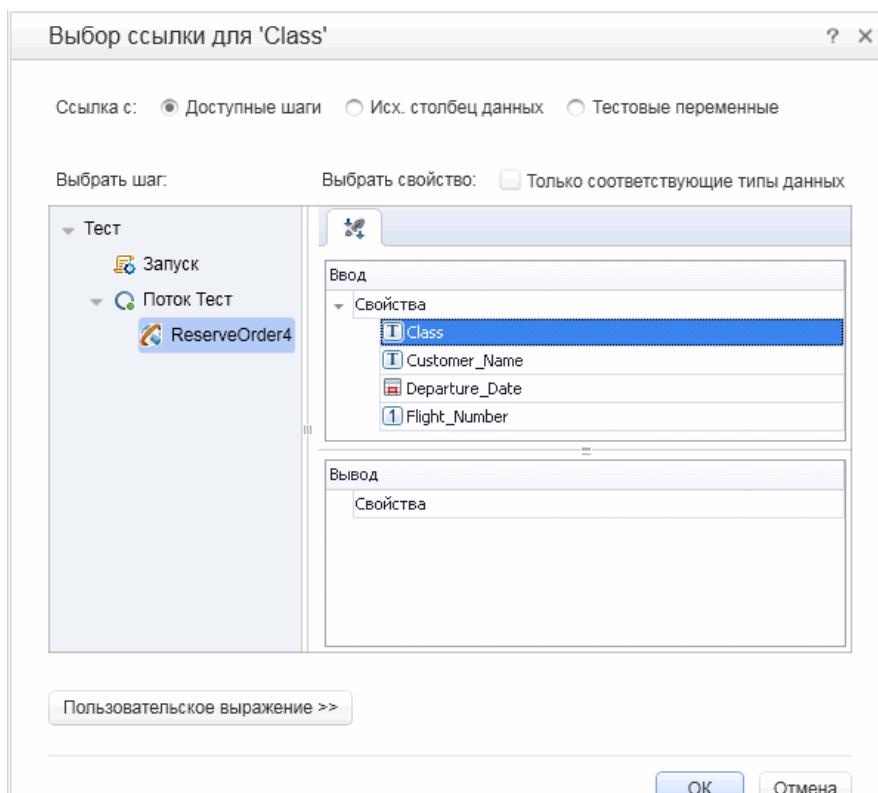 Выбор ссылки для 'Class'
? ×
Ссылка с: Доступные шаги Исх. столбец данных Тестовые переменные
Выбрать шаг: Выбрать свойство: Только соответствующие типы данных
Тест
Запуск
Поток Тест
ReserveOrder4
Ввод
Свойства
Class
Customer_Name
Departure_Date
Flight_Number
Вывод
Свойства
Пользовательское выражение >>
ОК Отмена